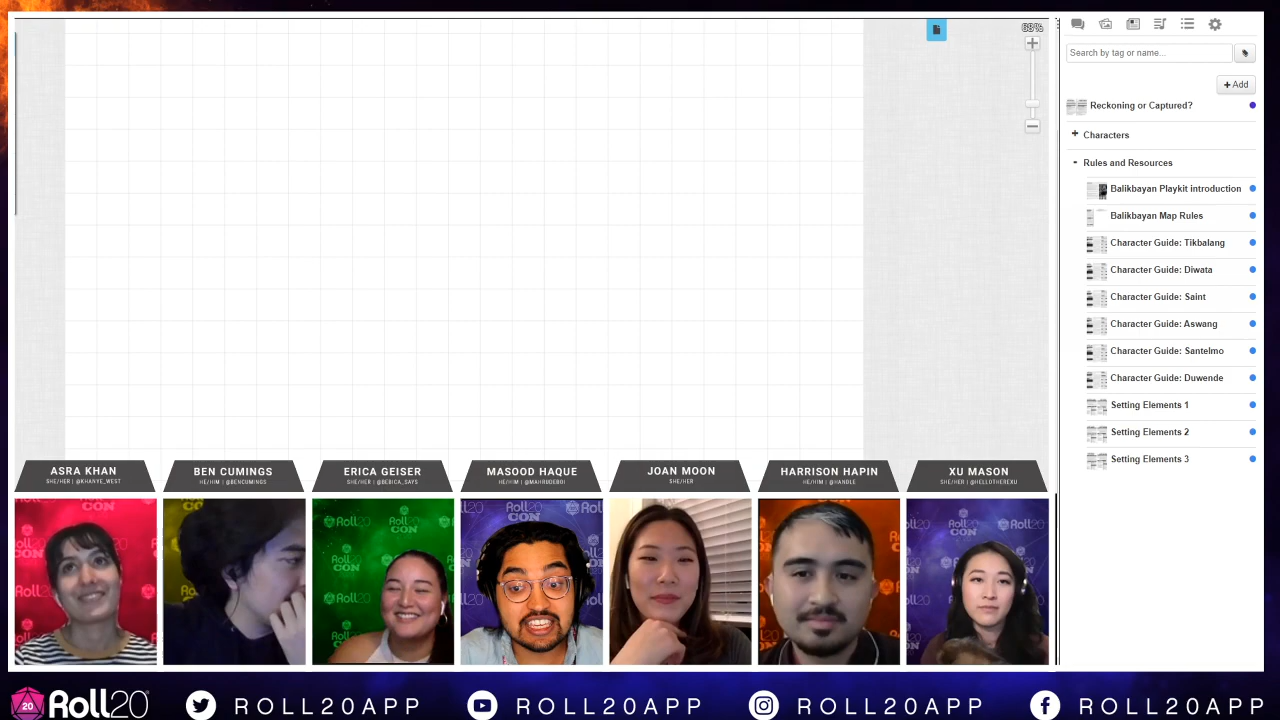 68%
Search by tag or name...
+ Add
Reckoning or Captured?
+ Characters
- Rules and Resources
Balikbayan Playkit introduction
Balikbayan Map Rules
Character Guide: Tikbalang
Character Guide: Diwata
Character Guide: Saint
Character Guide: Aswang
Character Guide: Santelmo
Character Guide: Duwende
Setting Elements 1
Setting Elements 2
Setting Elements 3
ASRA KHAN
SHE/HER | @KHANYE_WEST
BEN CUMINGS
HE/HIM | @BENCUMINGS
ERICA GEISER
SHE/HER | @BEBICA_SAYS
MASOOD HAQUE
HE/HIM | @MAHRUDEBOI
JOAN MOON
SHE/HER
HARRISON HAPIN
HE/HIM | @HANDLE
XU MASON
SHE/HER | @HELLOTHEREXU
Roll20 CON
20 Roll20
ROLL20APP
ROLL20APP
ROLL20APP
ROLL20APP